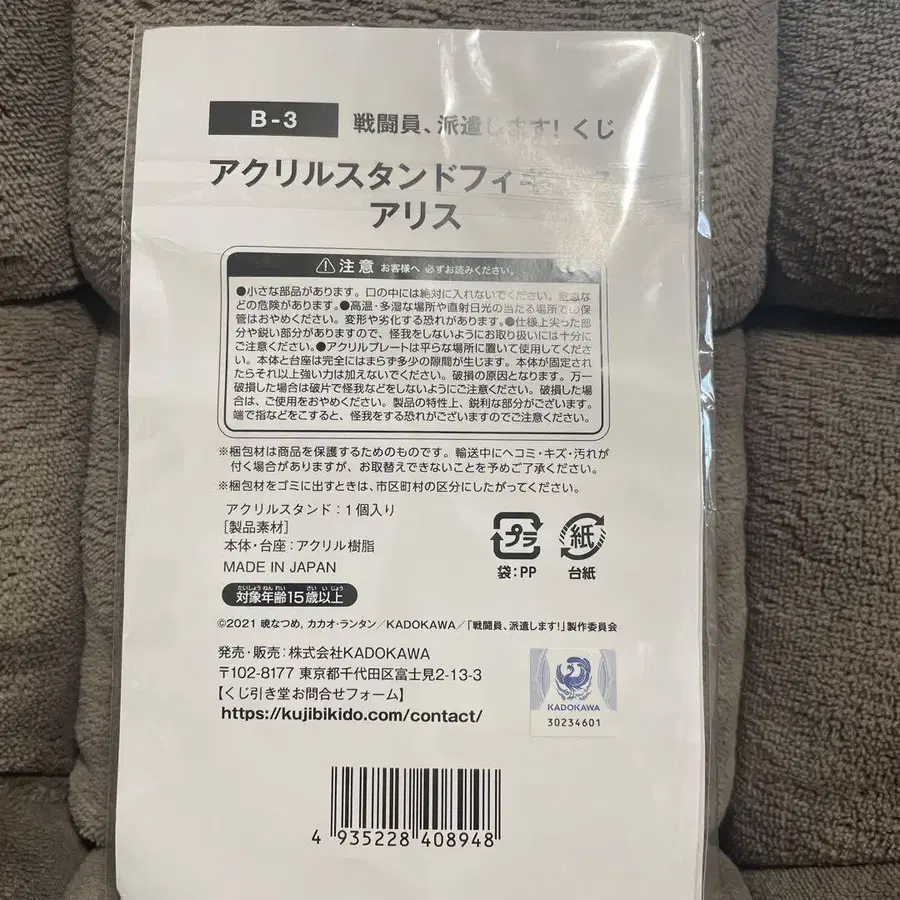 B-3
戦闘員、派遣します! くじ
アクリルスタンドフィギュア
アリス
注意 お客様へ 必ずお読みください。
●小さな部品があります。口の中には絶対に入れないでください。窒息な
どの危険があります。●高温・多湿な場所や直射日光の当たる場所での保
管はおやめください。変形や劣化する恐れがあります。●仕様上尖った部
分や鋭い部分がありますので、怪我をしないようにお取り扱いには十分に
ご注意ください。●アクリルプレートは平らな場所に置いて使用してくださ
い。本体と台座は完全にはまらず多少の隙間が生じます。本体が固定され
たらそれ以上強い力は加えないでください。破損の原因となります。万一
破損した場合は破片で怪我などをしないようにご注意ください。破損した場
合は、ご使用をおやめください。製品の特性上、鋭利な部分がございます。
端で指などをこすると、怪我をする恐れがございますのでご注意ください。
※梱包材は商品を保護するためのものです。輸送中にヘコミ・キズ・汚れが
付く場合がありますが、お取替えできないことを予めご了承ください。
※梱包材をゴミに出すときは、市区町村の区分にしたがってください。
アクリルスタンド:1個入り
[製品素材]
本体・台座:アクリル樹脂
MADE IN JAPAN
プラ
袋:PP
紙
台紙
たいしょうねんれい さいいじょう
対象年齢15歳以上
©2021 暁なつめ, カカオ・ランタン/KADOKAWA/「戦闘員、派遣します!」製作委員会
発売・販売:株式会社KADOKAWA
〒102-8177 東京都千代田区富士見2-13-3
【くじ引き堂お問合せフォーム】
https://kujibikido.com/contact/
KADOKAWA
30234601
4 935228 408948